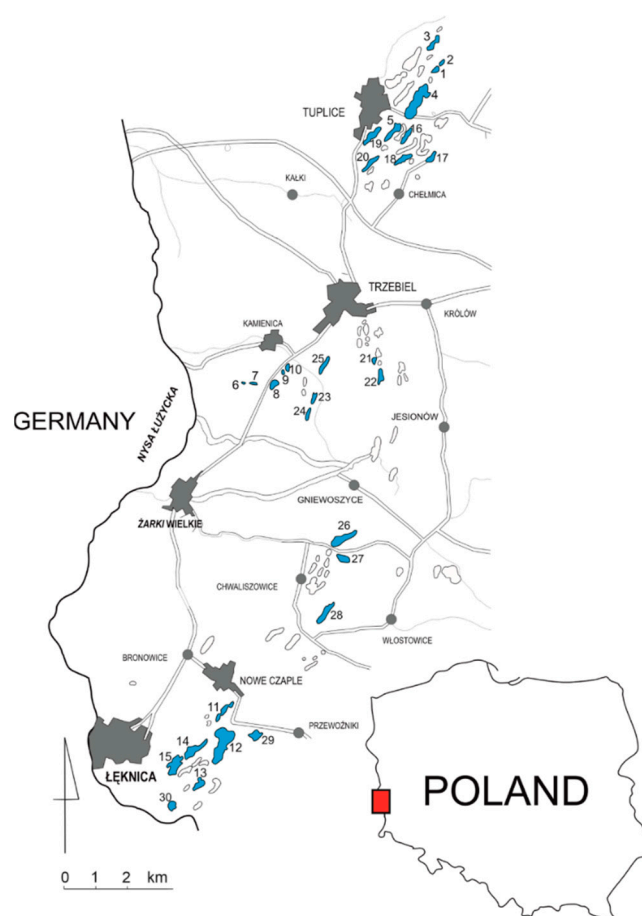 3
2
1
4
TUPLICE
5
16
19
20
18
17
KAŁKI
CHEŁMICA
TRZEBIEL
KRÓLÓW
KAMIENICA
25
21
10
9
6
7
8
22
23
24
GERMANY
NYSA ŁUŻYCKA
JESIONÓW
GNIEWOSZYCE
ŻARKI WIELKIE
26
27
CHWALISZOWICE
28
WŁOSTOWICE
BRONOWICE
NOWE CZAPLE
11
PRZEWOŹNIKI
14
12
29
15
ŁĘKNICA
13
30
POLAND
0 1 2 km